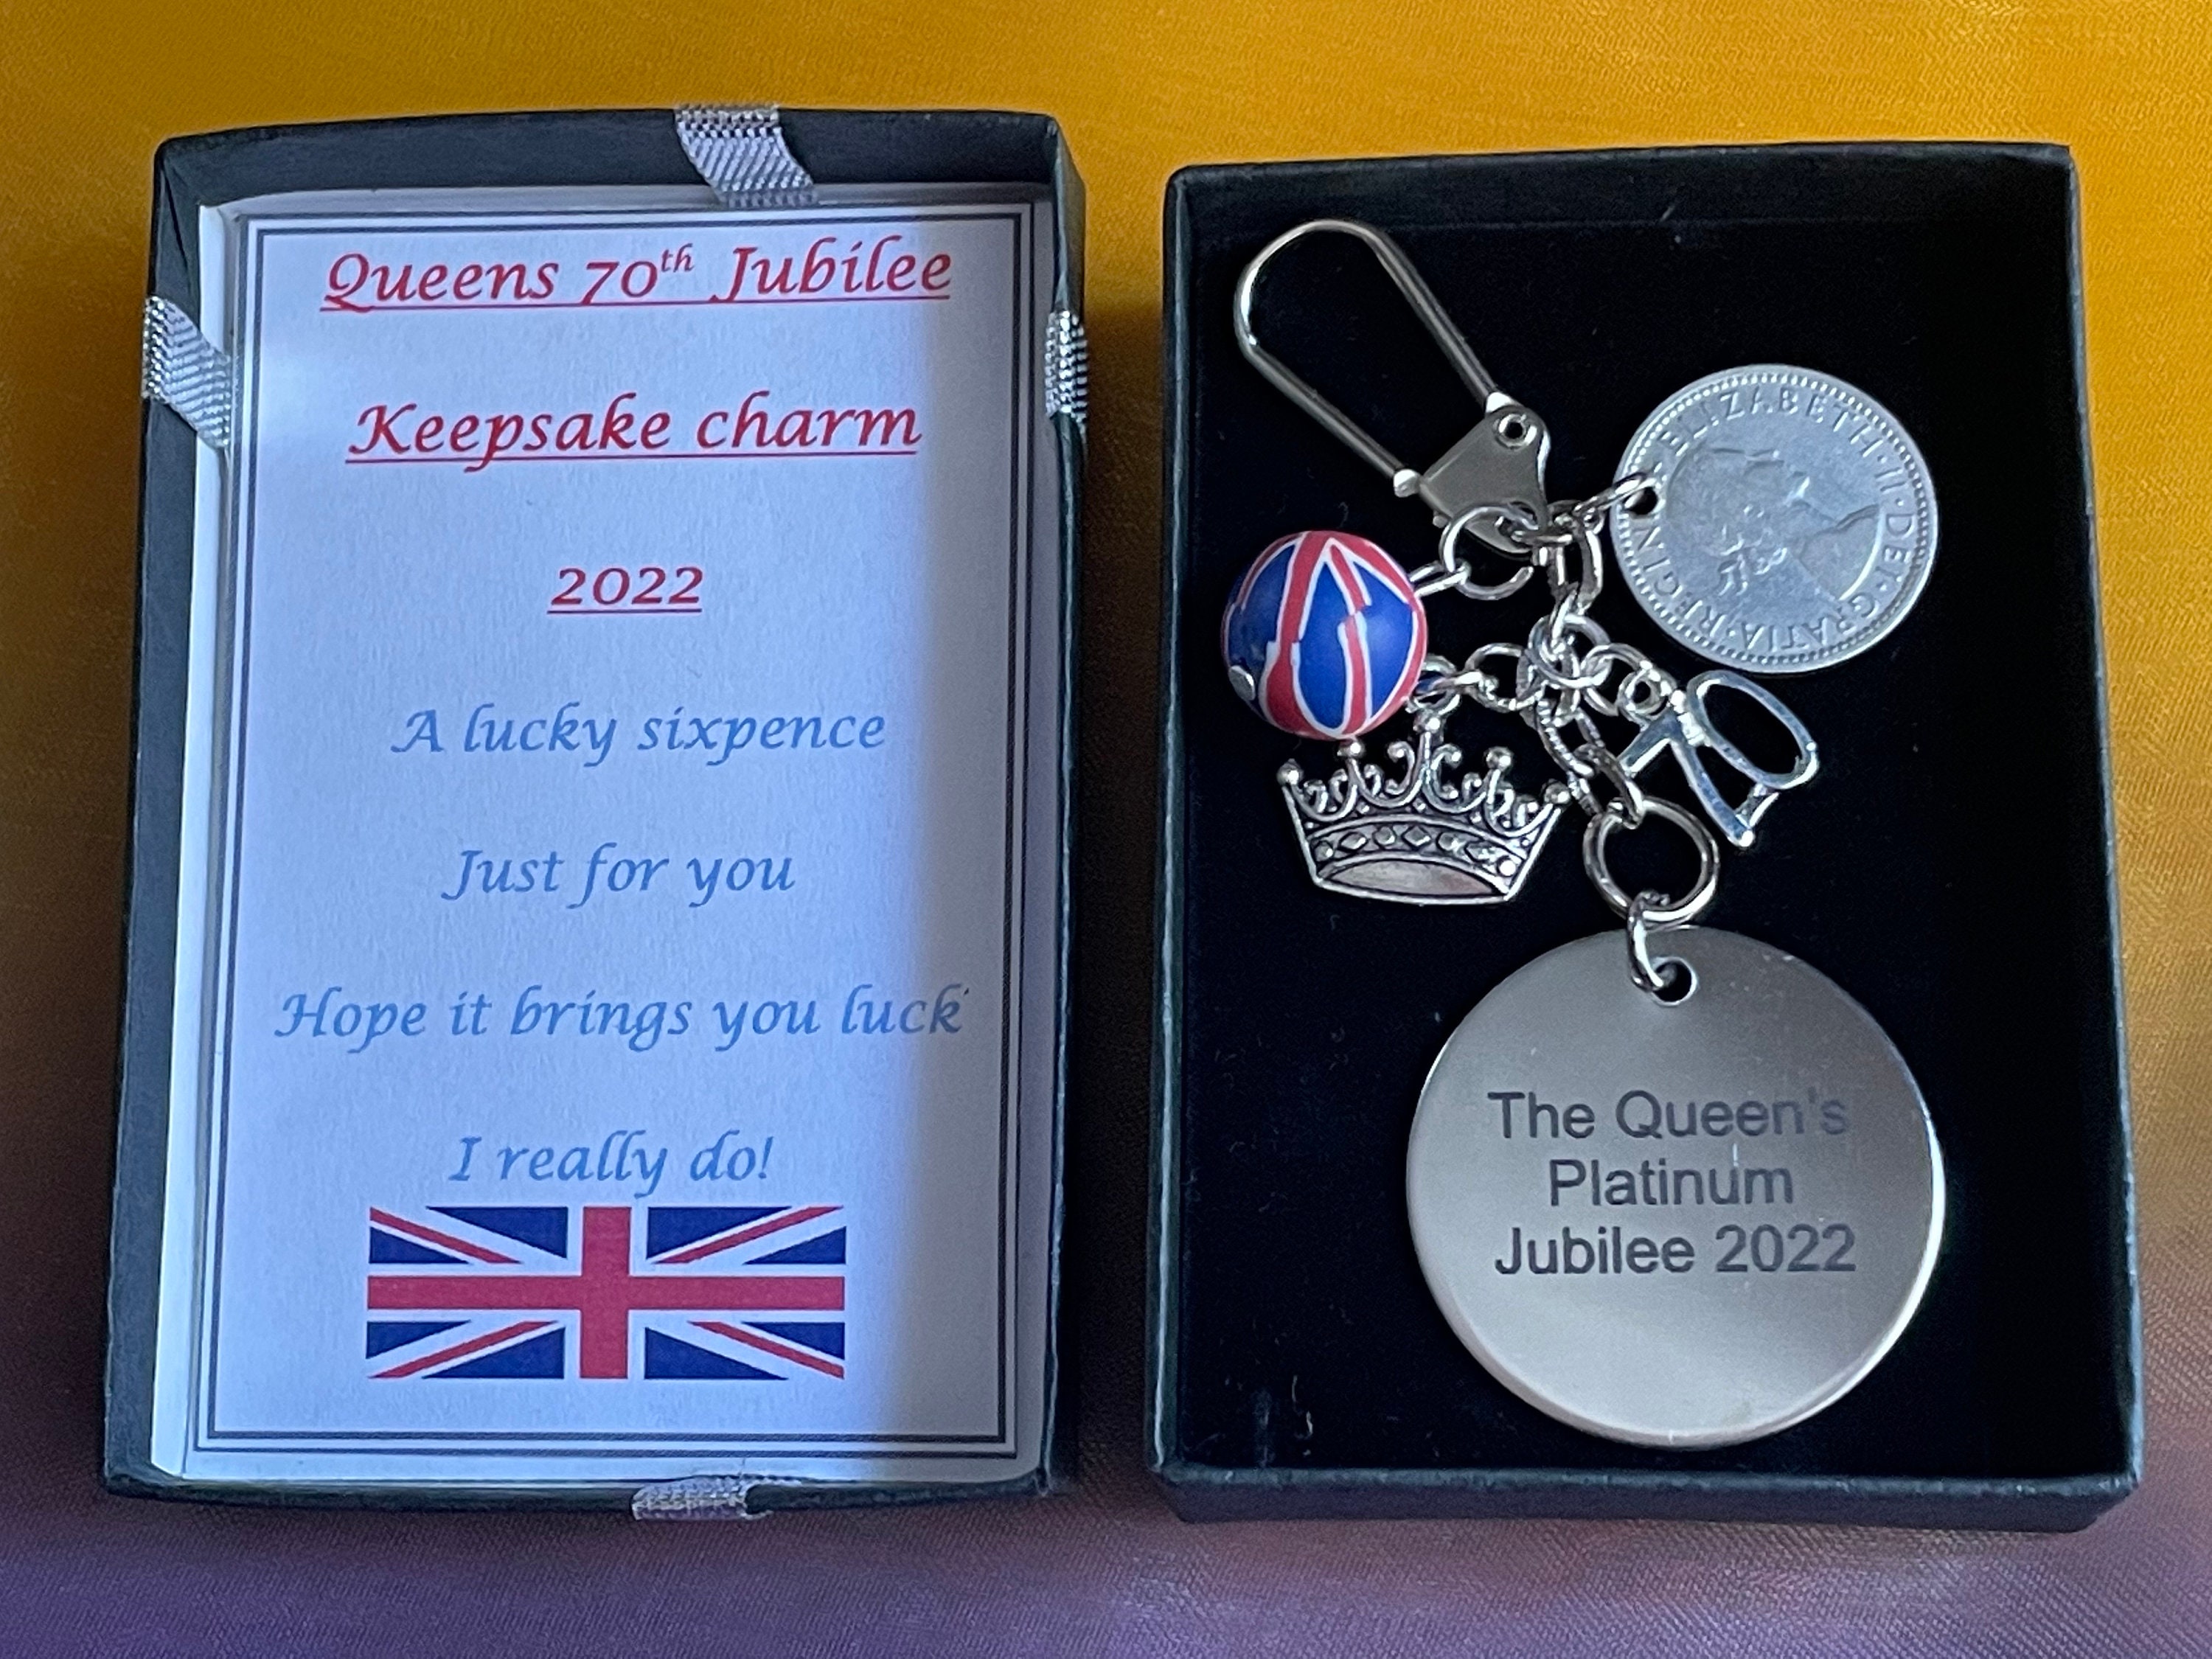 Queens 70th Jubilee
Keepsake charm
2022
A lucky sixpence
Just for you
Hope it brings you luck
I really do!
ELIZABETH·II·DEI·GRATIA·REGINA
70
The Queen's
Platinum
Jubilee 2022